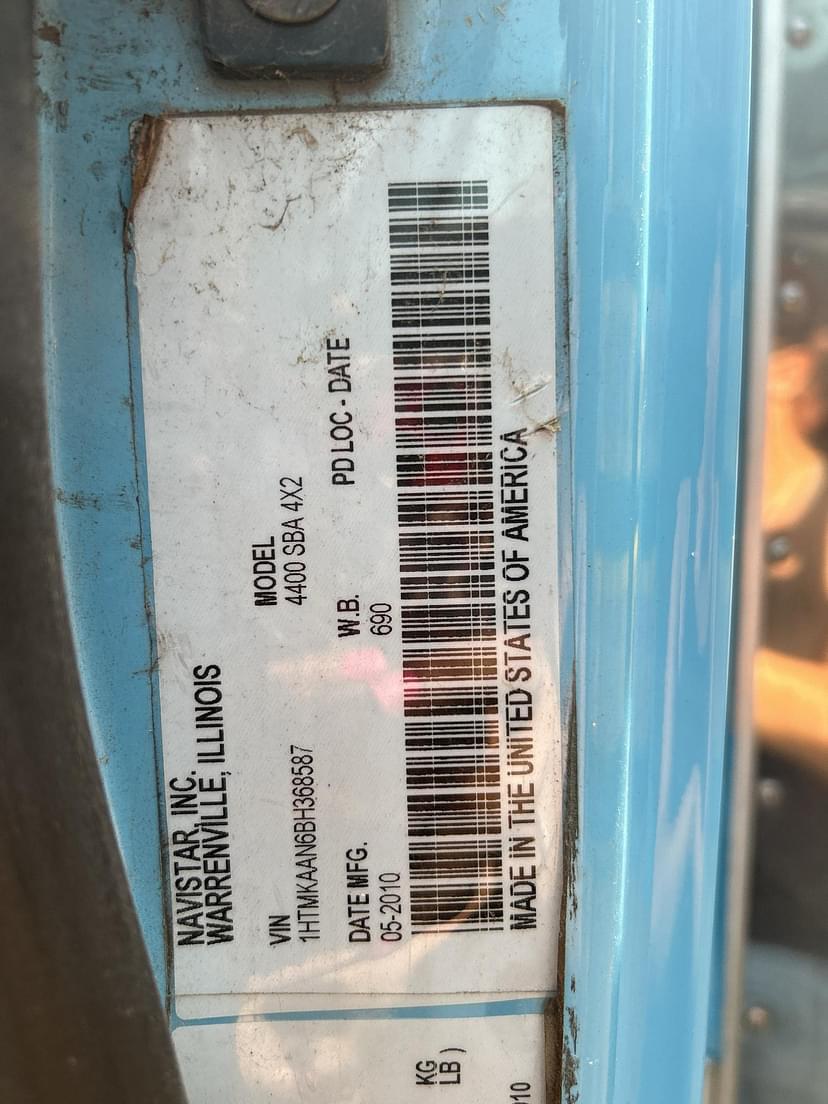 NAVISTAR, INC.
WARRENVILLE, ILLINOIS
VIN
1HTMKAAN6BH368587
MODEL
4400 SBA 4X2
DATE MFG.
05-2010
W.B.
690
PD LOC - DATE
MADE IN THE UNITED STATES OF AMERICA
KG
LB )